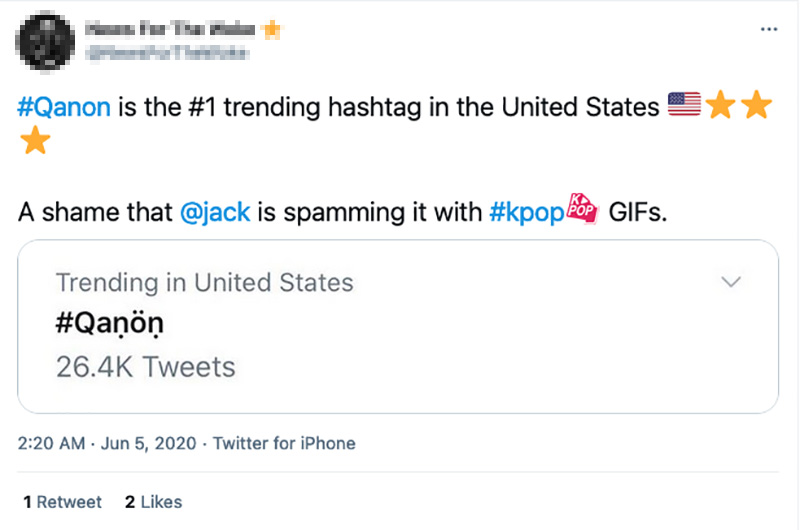 #Qanon is the #1 trending hashtag in the United States 🇺🇸⭐⭐
⭐
A shame that @jack is spamming it with #kpop GIFs.
Trending in United States
#Qaṇöṇ
26.4K Tweets
2:20 AM · Jun 5, 2020 · Twitter for iPhone
1 Retweet 2 Likes